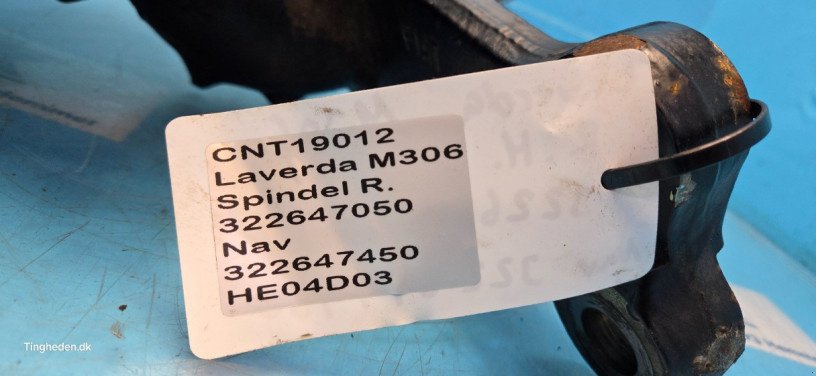 CNT19012
Laverda M306
Spindel R.
322647050
Nav
322647450
HE04D03
Tingheden.dk